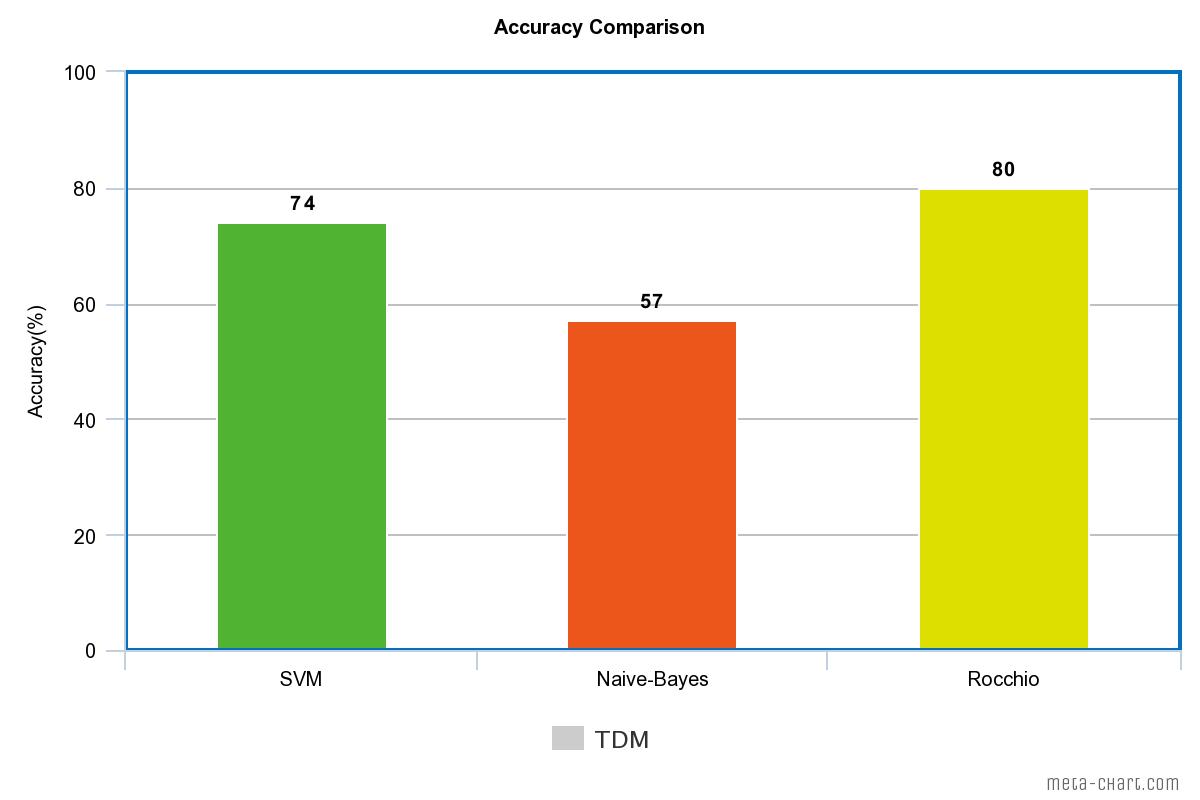 Accuracy Comparison
100
80
60
40
20
0
Accuracy(%)
74
57
80
SVM
Naive-Bayes
Rocchio
TDM
meta-chart.com